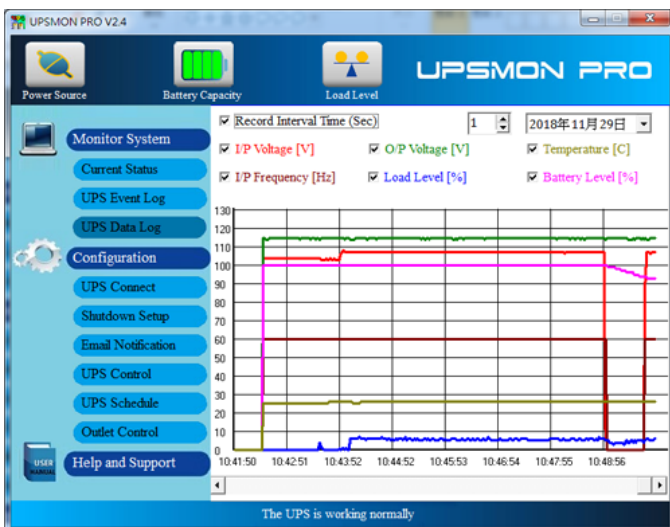 UPSMON PRO V2.4
UPSMON PRO
Power Source
Battery Capacity
Load Level
Monitor System
Current Status
UPS Event Log
UPS Data Log
Configuration
UPS Connect
Shutdown Setup
Email Notification
UPS Control
UPS Schedule
Outlet Control
USER MANUAL
Help and Support
Record Interval Time (Sec) 1 2018年11月29日
I/P Voltage [V] O/P Voltage [V] Temperature [C]
I/P Frequency [Hz] Load Level [%] Battery Level [%]
130
120
110
100
90
80
70
60
50
40
30
20
10
0
10:41:50 10:42:51 10:43:52 10:44:52 10:45:53 10:46:54 10:47:55 10:48:56
The UPS is working normally